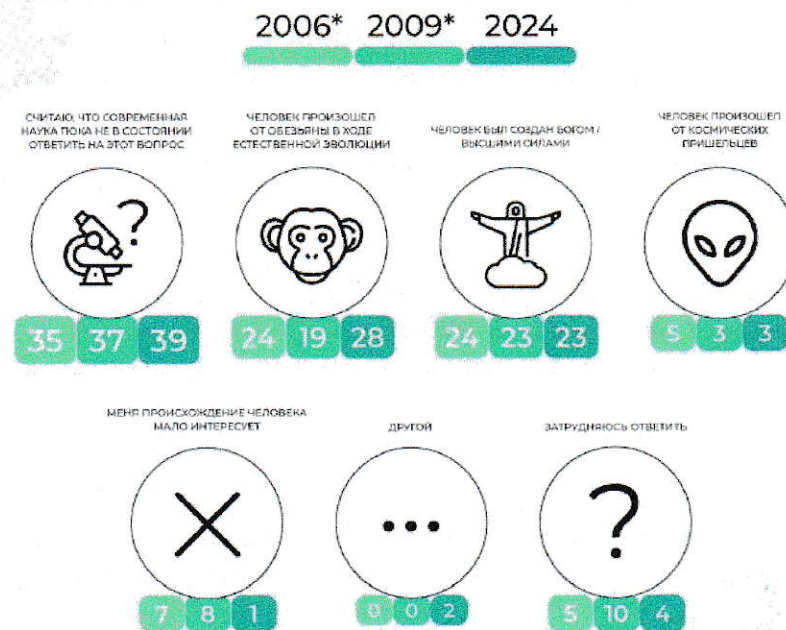 2006* 2009* 2024
СЧИТАЮ, ЧТО СОВРЕМЕННАЯ
НАУКА ПОКА НЕ В СОСТОЯНИИ
ОТВЕТИТЬ НА ЭТОТ ВОПРОС
35 37 39
ЧЕЛОВЕК ПРОИЗОШЕЛ
ОТ ОБЕЗЬЯНЫ В ХОДЕ
ЕСТЕСТВЕННОЙ ЭВОЛЮЦИИ
24 19 28
ЧЕЛОВЕК БЫЛ СОЗДАН БОГОМ /
ВЫСШИМИ СИЛАМИ
24 23 23
ЧЕЛОВЕК ПРОИЗОШЕЛ
ОТ КОСМИЧЕСКИХ
ПРИШЕЛЬЦЕВ
5 3 3
МЕНЯ ПРОИСХОЖДЕНИЕ ЧЕЛОВЕКА
МАЛО ИНТЕРЕСУЕТ
7 8 1
ДРУГОЙ
0 0 2
ЗАТРУДНЯЮСЬ ОТВЕТИТЬ
5 10 4